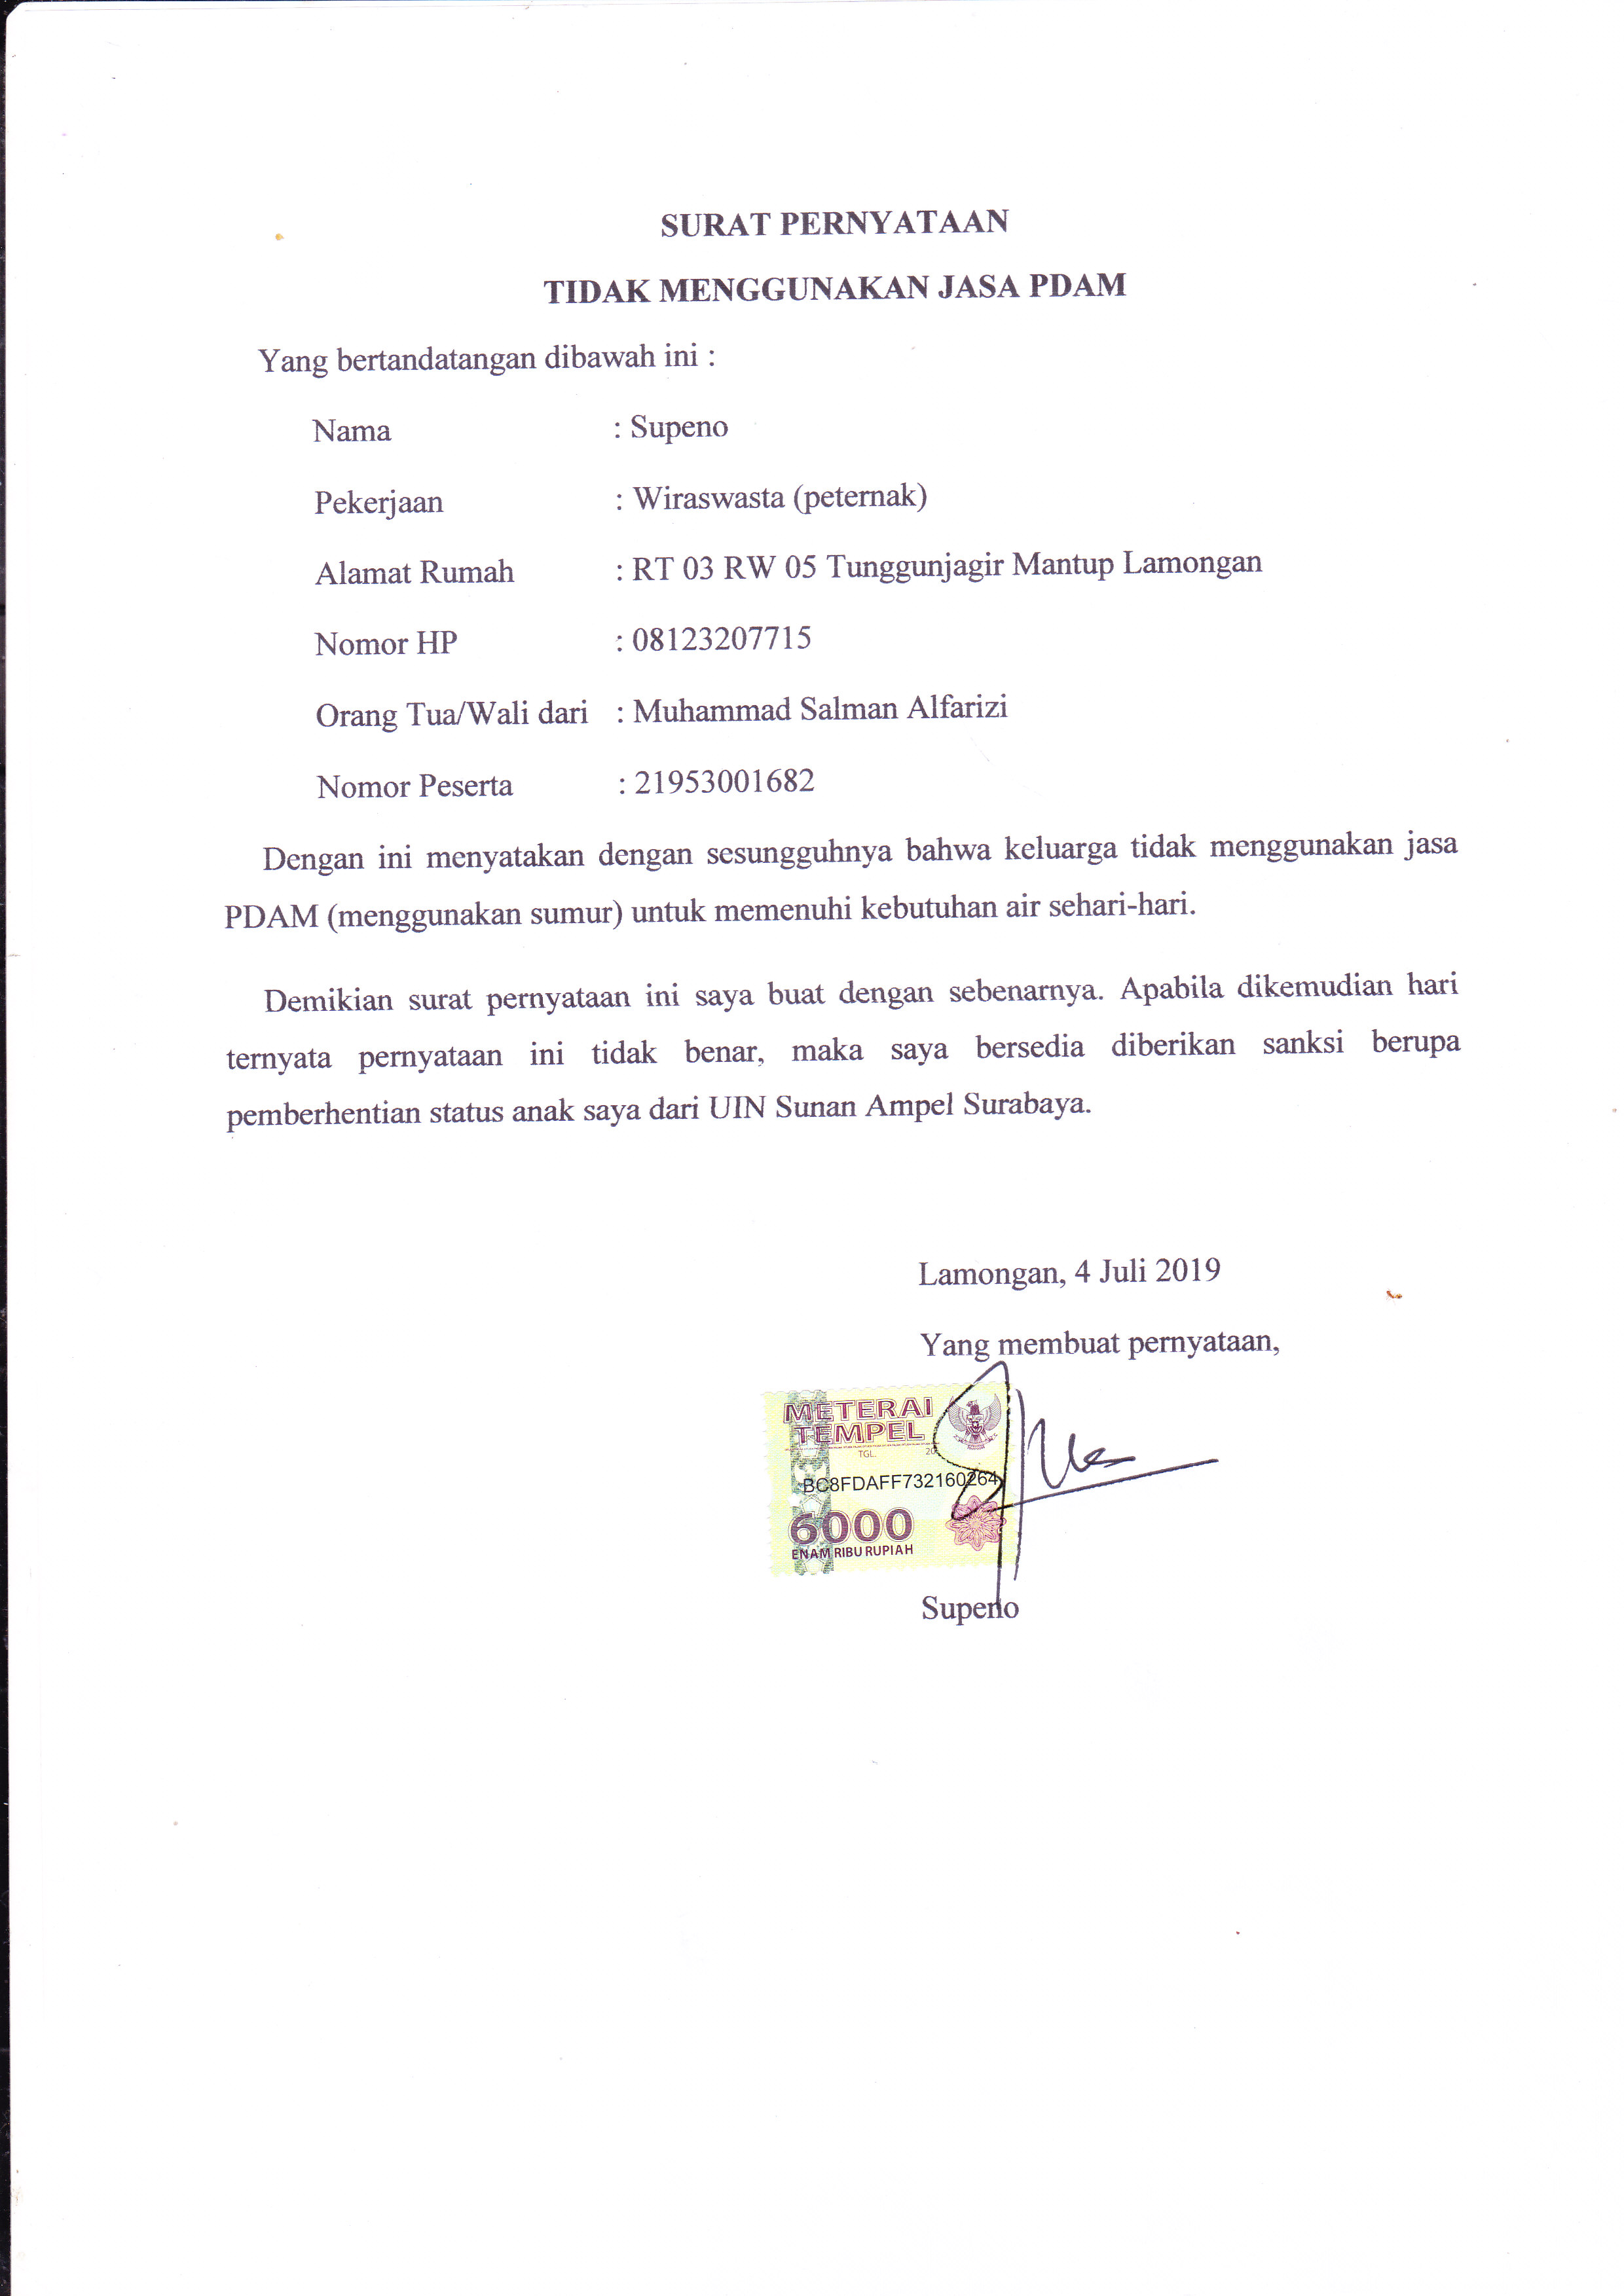 SURAT PERNYATAAN
TIDAK MENGGUNAKAN JASA PDAM
Yang bertandatangan dibawah ini :
Nama : Supeno
Pekerjaan : Wiraswasta (peternak)
Alamat Rumah : RT 03 RW 05 Tunggunjagir Mantup Lamongan
Nomor HP : 08123207715
Orang Tua/Wali dari : Muhammad Salman Alfarizi
Nomor Peserta : 21953001682
Dengan ini menyatakan dengan sesungguhnya bahwa keluarga tidak menggunakan jasa
PDAM (menggunakan sumur) untuk memenuhi kebutuhan air sehari-hari.
Demikian surat pernyataan ini saya buat dengan sebenarnya. Apabila dikemudian hari
ternyata pernyataan ini tidak benar, maka saya bersedia diberikan sanksi berupa
pemberhentian status anak saya dari UIN Sunan Ampel Surabaya.
Lamongan, 4 Juli 2019
Yang membuat pernyataan,
METERAI
TEMPEL
TGL. 20
BC8FDAFF732160264
6000
ENAM RIBU RUPIAH
Supeno